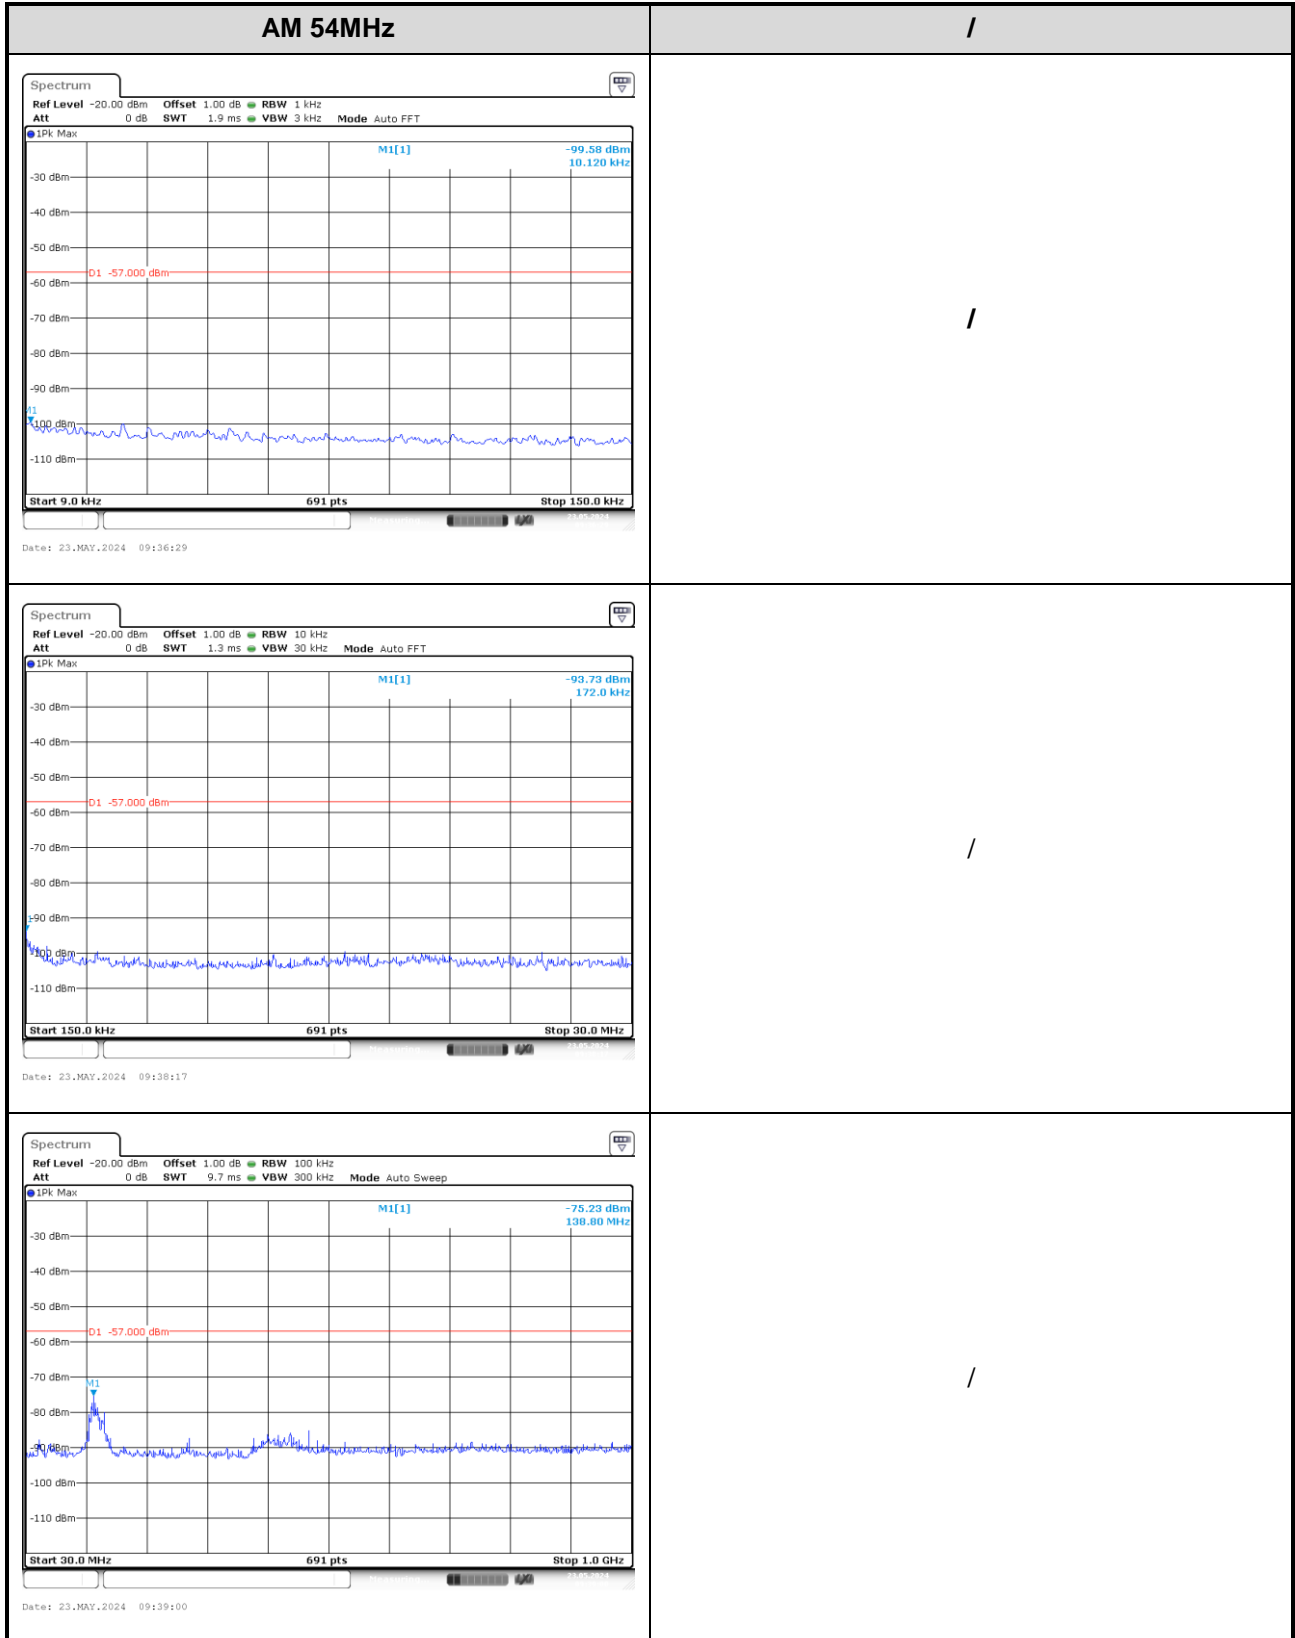 AM 54MHz /
Spectrum
Ref Level -20.00 dBm Offset 1.00 dB RBW 1 kHz
Att 0 dB SWT 1.9 ms VBW 3 kHz Mode Auto FFT
1Pk Max
M1[1] -99.58 dBm
10.120 kHz
-30 dBm
-40 dBm
-50 dBm
D1 -57.000 dBm
-60 dBm
-70 dBm
-80 dBm
-90 dBm
M1
-100 dBm
-110 dBm
Start 9.0 kHz 691 pts Stop 150.0 kHz
Date: 23.MAY.2024 09:36:29
/
Spectrum
Ref Level -20.00 dBm Offset 1.00 dB RBW 10 kHz
Att 0 dB SWT 1.3 ms VBW 30 kHz Mode Auto FFT
1Pk Max
M1[1] -93.73 dBm
172.0 kHz
-30 dBm
-40 dBm
-50 dBm
D1 -57.000 dBm
-60 dBm
-70 dBm
-80 dBm
-90 dBm
-100 dBm
-110 dBm
Start 150.0 kHz 691 pts Stop 30.0 MHz
Date: 23.MAY.2024 09:38:17
/
Spectrum
Ref Level -20.00 dBm Offset 1.00 dB RBW 100 kHz
Att 0 dB SWT 9.7 ms VBW 300 kHz Mode Auto Sweep
1Pk Max
M1[1] -75.23 dBm
138.80 MHz
-30 dBm
-40 dBm
-50 dBm
D1 -57.000 dBm
-60 dBm
-70 dBm
M1
-80 dBm
-90 dBm
-100 dBm
-110 dBm
Start 30.0 MHz 691 pts Stop 1.0 GHz
Date: 23.MAY.2024 09:39:00
/